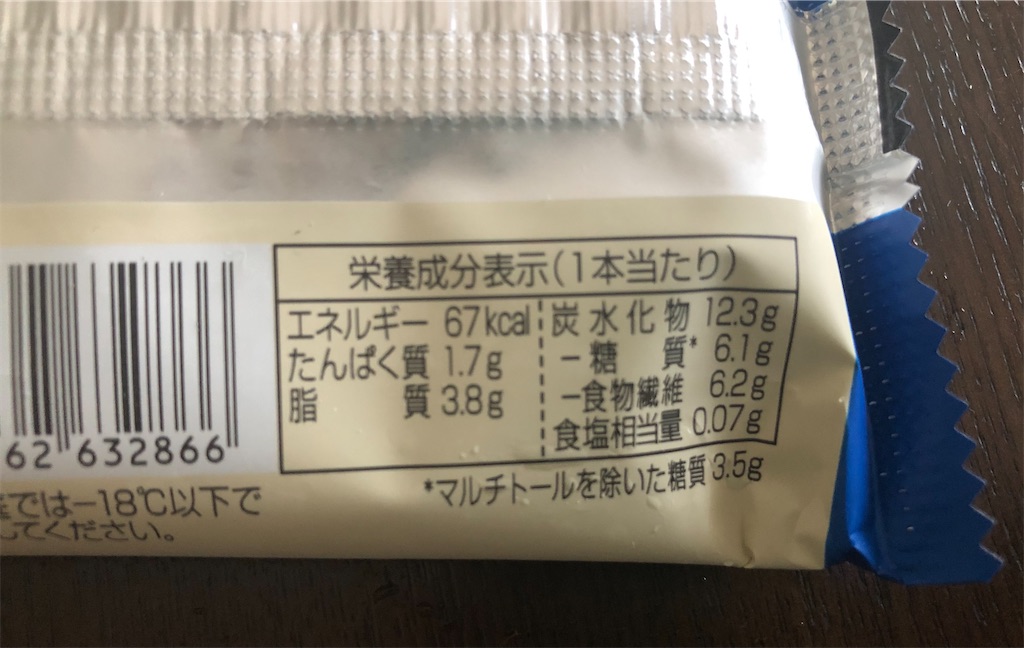 栄養成分表示(1本当たり)
エネルギー 67kcal
たんぱく質 1.7g
脂質 3.8g
炭水化物 12.3g
－糖質* 6.1g
－食物繊維 6.2g
食塩相当量 0.07g
*マルチトールを除いた糖質3.5g
62 632866
では−18℃以下で
してください。